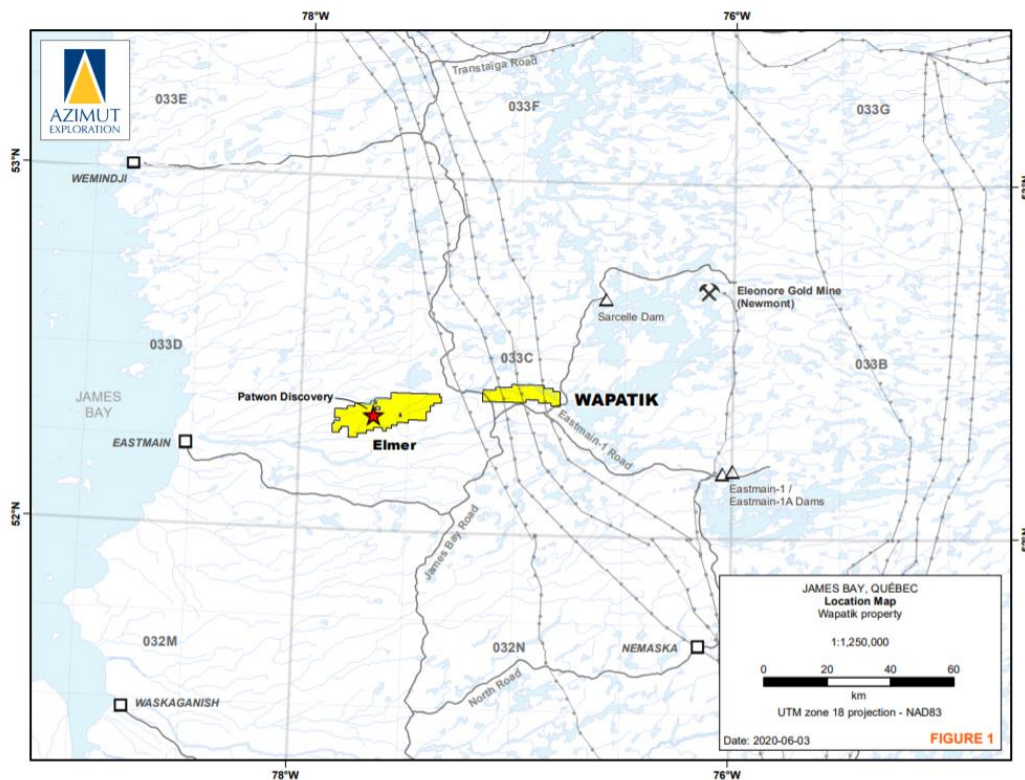 78°W
76°W
AZIMUT
EXPLORATION
Transtaïga Road
033E
033F
033G
53°N
WEMINDJI
Eleonore Gold Mine
(Newmont)
Sarcelle Dam
033D
033C
033B
JAMES
BAY
Patwon Discovery
WAPATIK
Elmer
EASTMAIN
Eastmain-1 Road
Eastmain-1 /
Eastmain-1A Dams
52°N
James Bay Road
032M
032N
NEMASKA
North Road
WASKAGANISH
JAMES BAY, QUÉBEC
Location Map
Wapatik property
1:1,250,000
0 20 40 60
km
UTM zone 18 projection - NAD83
Date: 2020-06-03
FIGURE 1
78°W
76°W